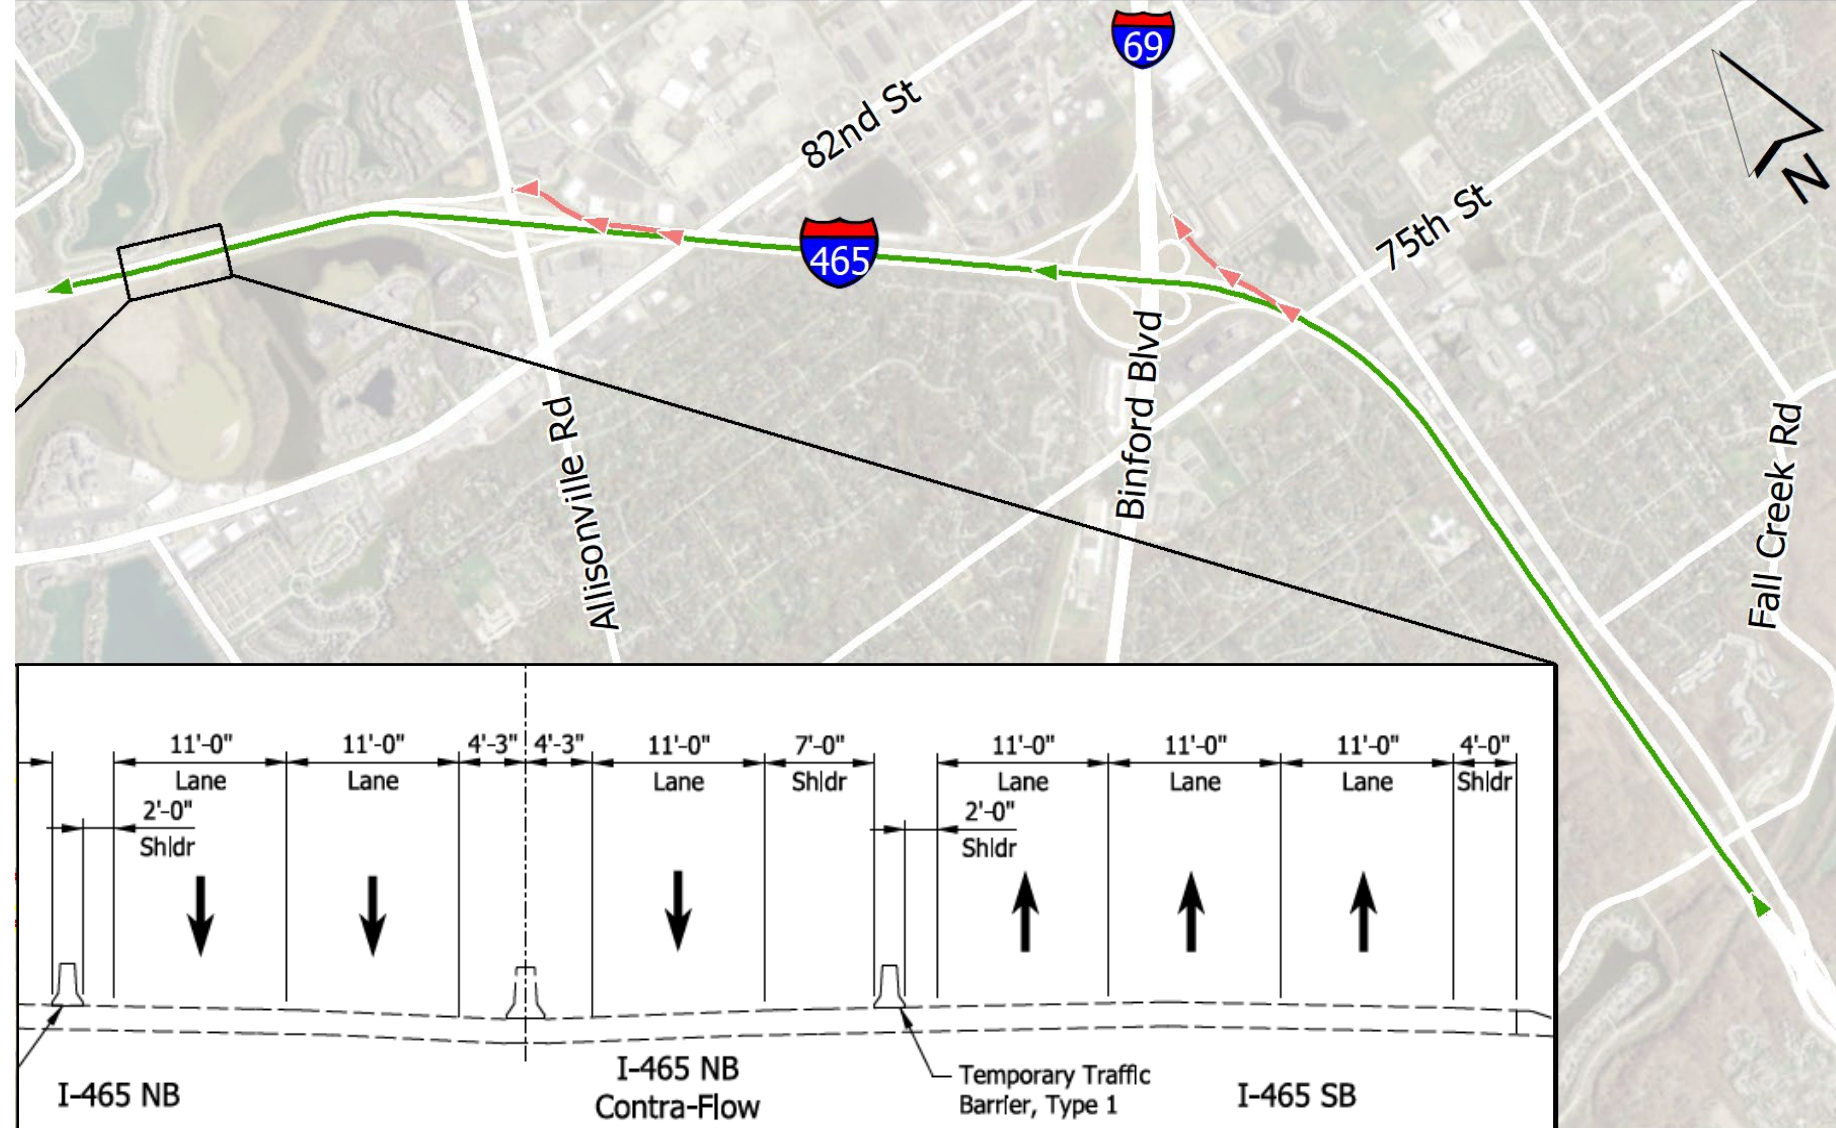 69
82nd St
N
75th St
465
Binford Blvd
Allisonville Rd
Fall Creek Rd
11'-0" 11'-0" 4'-3" 4'-3" 11'-0" 7'-0" 11'-0" 11'-0" 11'-0" 4'-0"
Lane Lane Lane Shldr Lane Lane Lane Shldr
2'-0" 2'-0"
Shldr Shldr
I-465 NB
I-465 NB
Contra-Flow
Temporary Traffic
Barrier, Type 1
I-465 SB